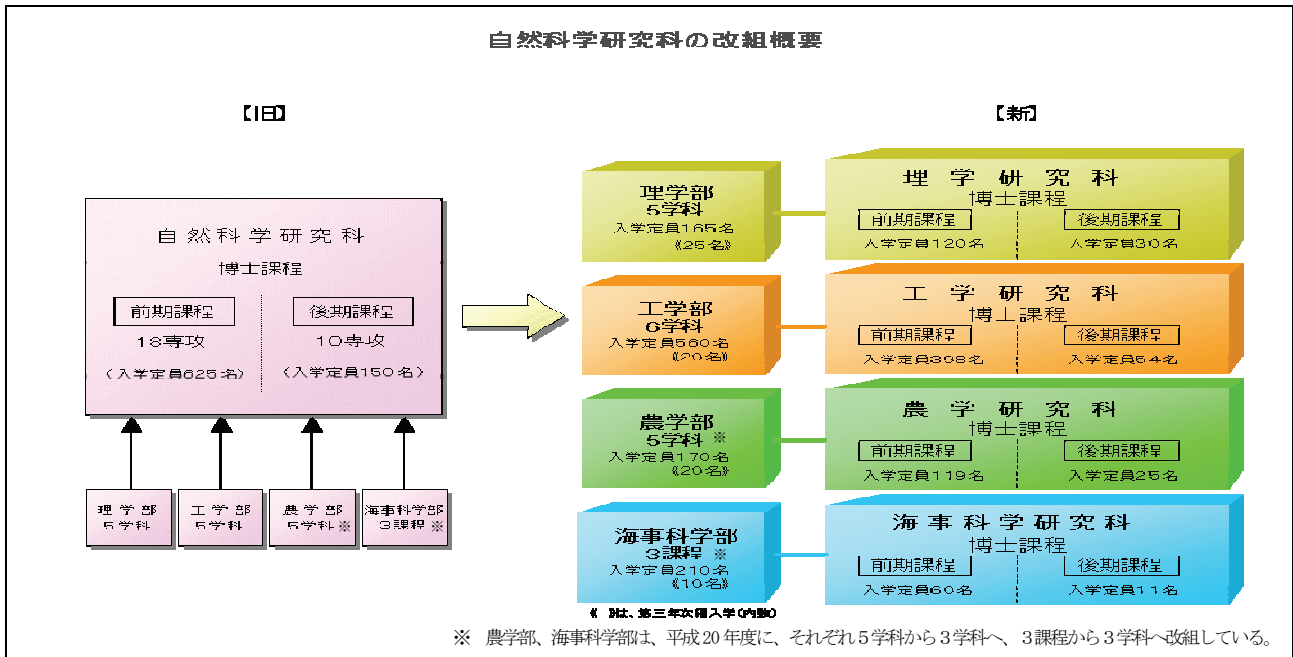 自然科学研究科の改組概要
【旧】
自然科学研究科
博士課程
前期課程
後期課程
18専攻
10専攻
(入学定員625名)
(入学定員150名)
理学部
5学科
工学部
5学科
農学部
5学科※
海事科学部
3課程※
【新】
理学部
5学科
入学定員165名
《25名》
理学研究科
博士課程
前期課程
後期課程
入学定員120名
入学定員30名
工学部
6学科
入学定員560名
《20名》
工学研究科
博士課程
前期課程
後期課程
入学定員308名
入学定員54名
農学部
5学科 ※
入学定員170名
《20名》
農学研究科
博士課程
前期課程
後期課程
入学定員119名
入学定員25名
海事科学部
3課程 ※
入学定員210名
《10名》
海事科学研究科
博士課程
前期課程
後期課程
入学定員60名
入学定員11名
《 》は、第三年次編入学(内数)
※ 農学部、海事科学部は、平成20年度に、それぞれ5学科から3学科へ、3課程から3学科へ改組している。